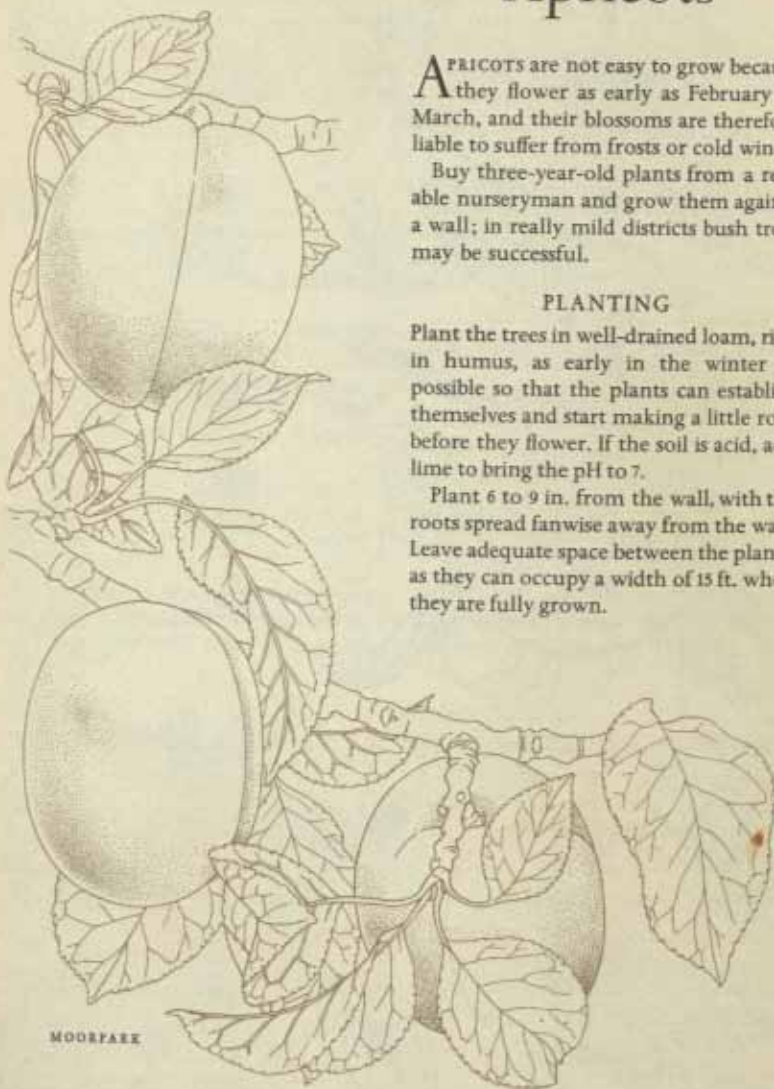 Apricots
APRICOTS are not easy to grow becau
they flower as early as February
March, and their blossoms are therefo
liable to suffer from frosts or cold win
Buy three-year-old plants from a re
able nurseryman and grow them again
a wall; in really mild districts bush tre
may be successful.
PLANTING
Plant the trees in well-drained loam, ri
in humus, as early in the winter
possible so that the plants can establi
themselves and start making a little ro
before they flower. If the soil is acid, a
lime to bring the pH to 7.
Plant 6 to 9 in. from the wall, with t
roots spread fanwise away from the wa
Leave adequate space between the plan
as they can occupy a width of 15 ft. whe
they are fully grown.
MOORPARK